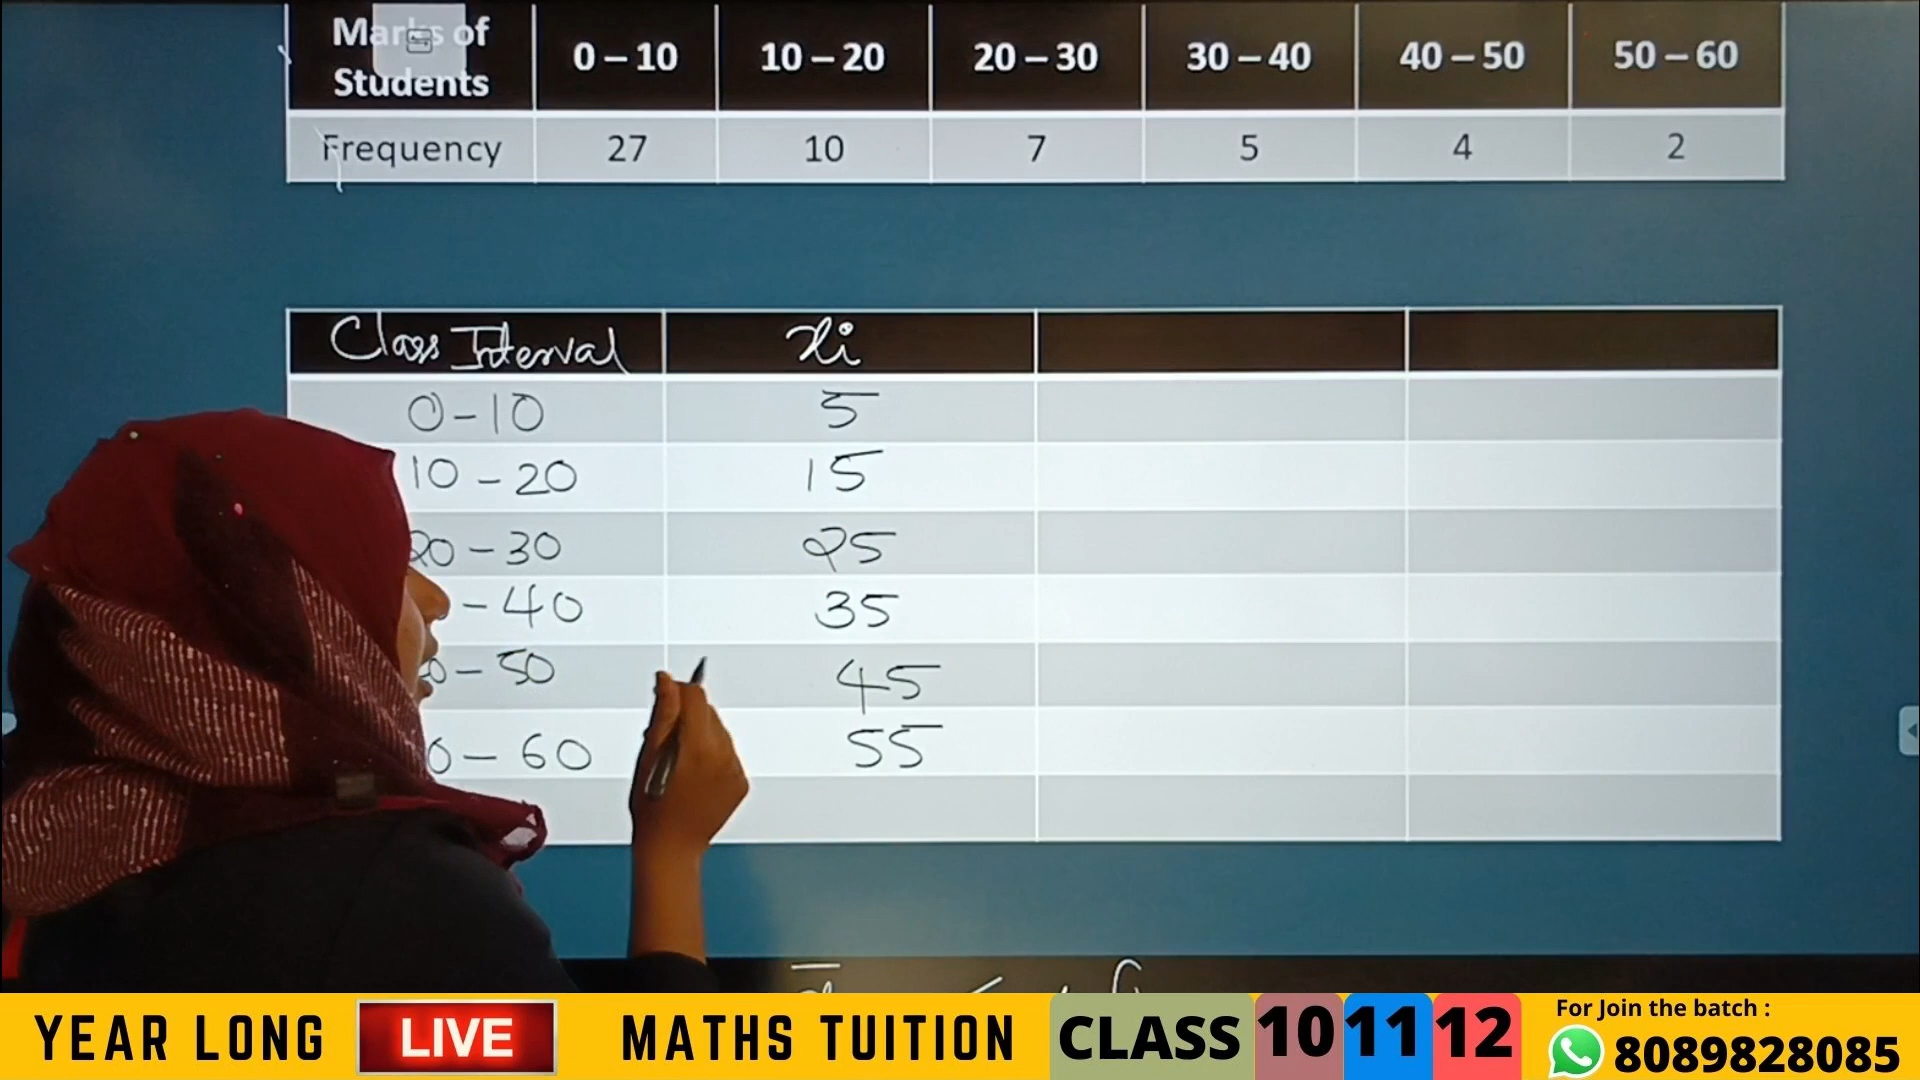 Marks of Students 0 – 10 10 – 20 20 – 30 30 – 40 40 – 50 50 – 60
Frequency 27 10 7 5 4 2
Class Interval xi
0-10 5
10-20 15
20-30 25
-40 35
0-50 45
0-60 55
YEAR LONG LIVE MATHS TUITION CLASS 10 11 12
For Join the batch :
8089828085